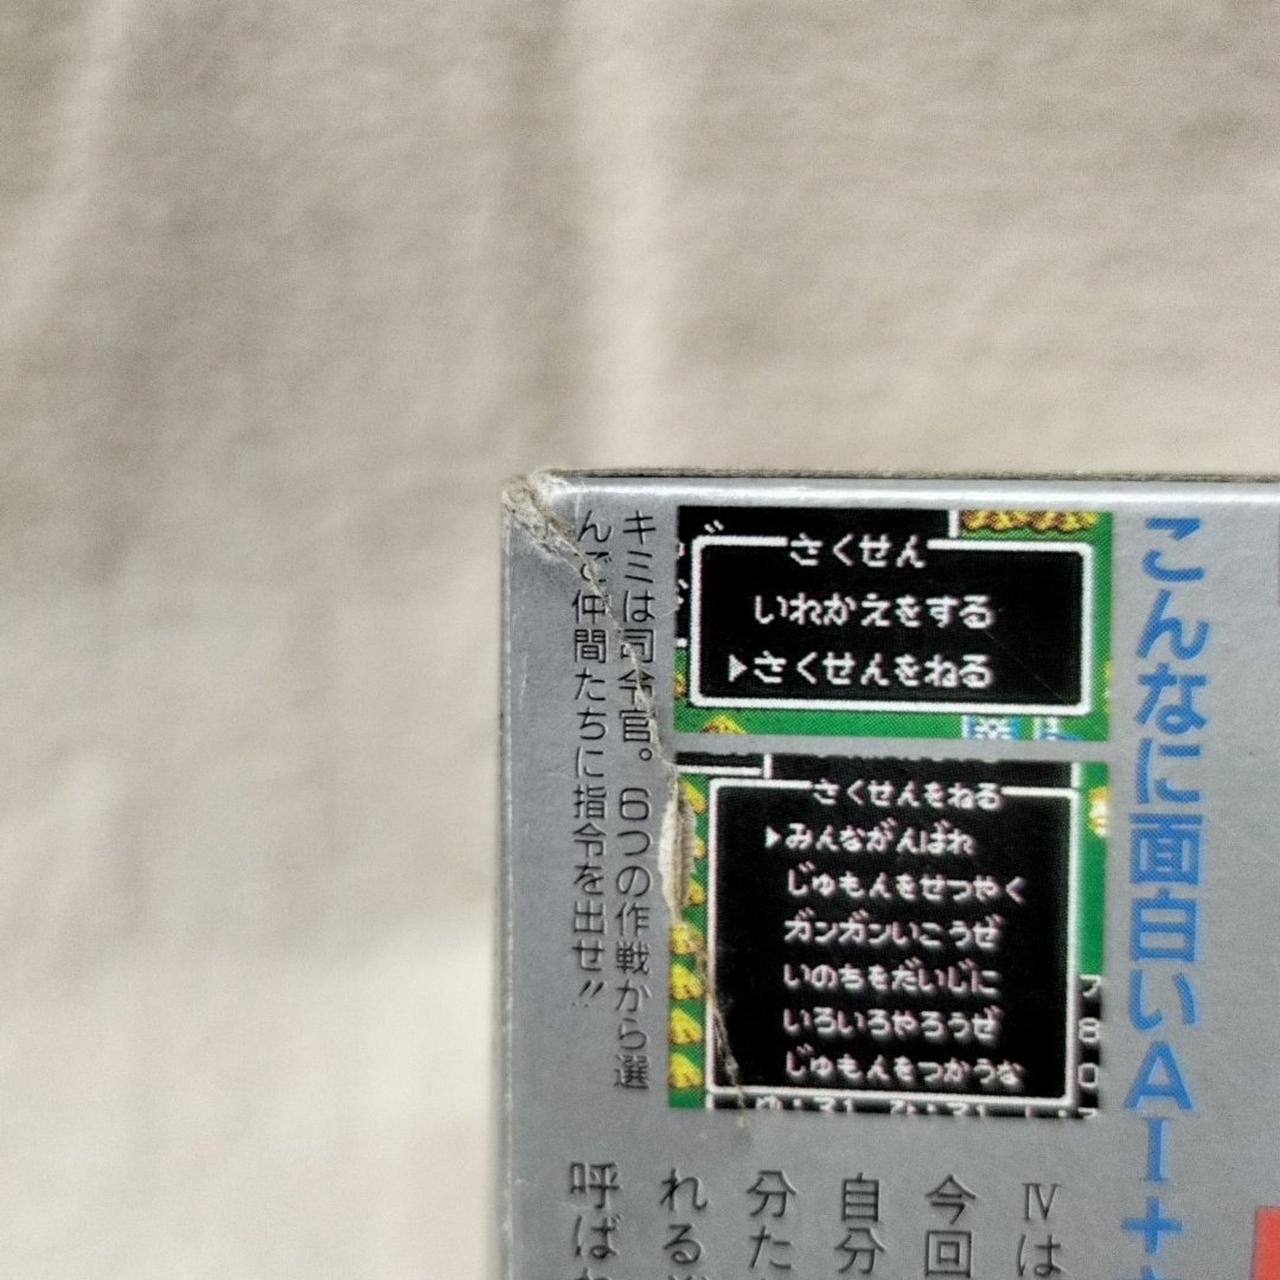 こんなに面白いAI+
さくせん
いれかえをする
▶さくせんをねる
さくせんをねる
▶みんながんばれ
じゅもんをせつやく
ガンガンいこうぜ
いのちをだいじに
いろいろやろうぜ
じゅもんをつかうな
7
8
0
キミは司令官。6つの作戦から選
んで仲間たちに指令を出せ!!
Ⅳは
今回
自分
分た
れる
呼ば